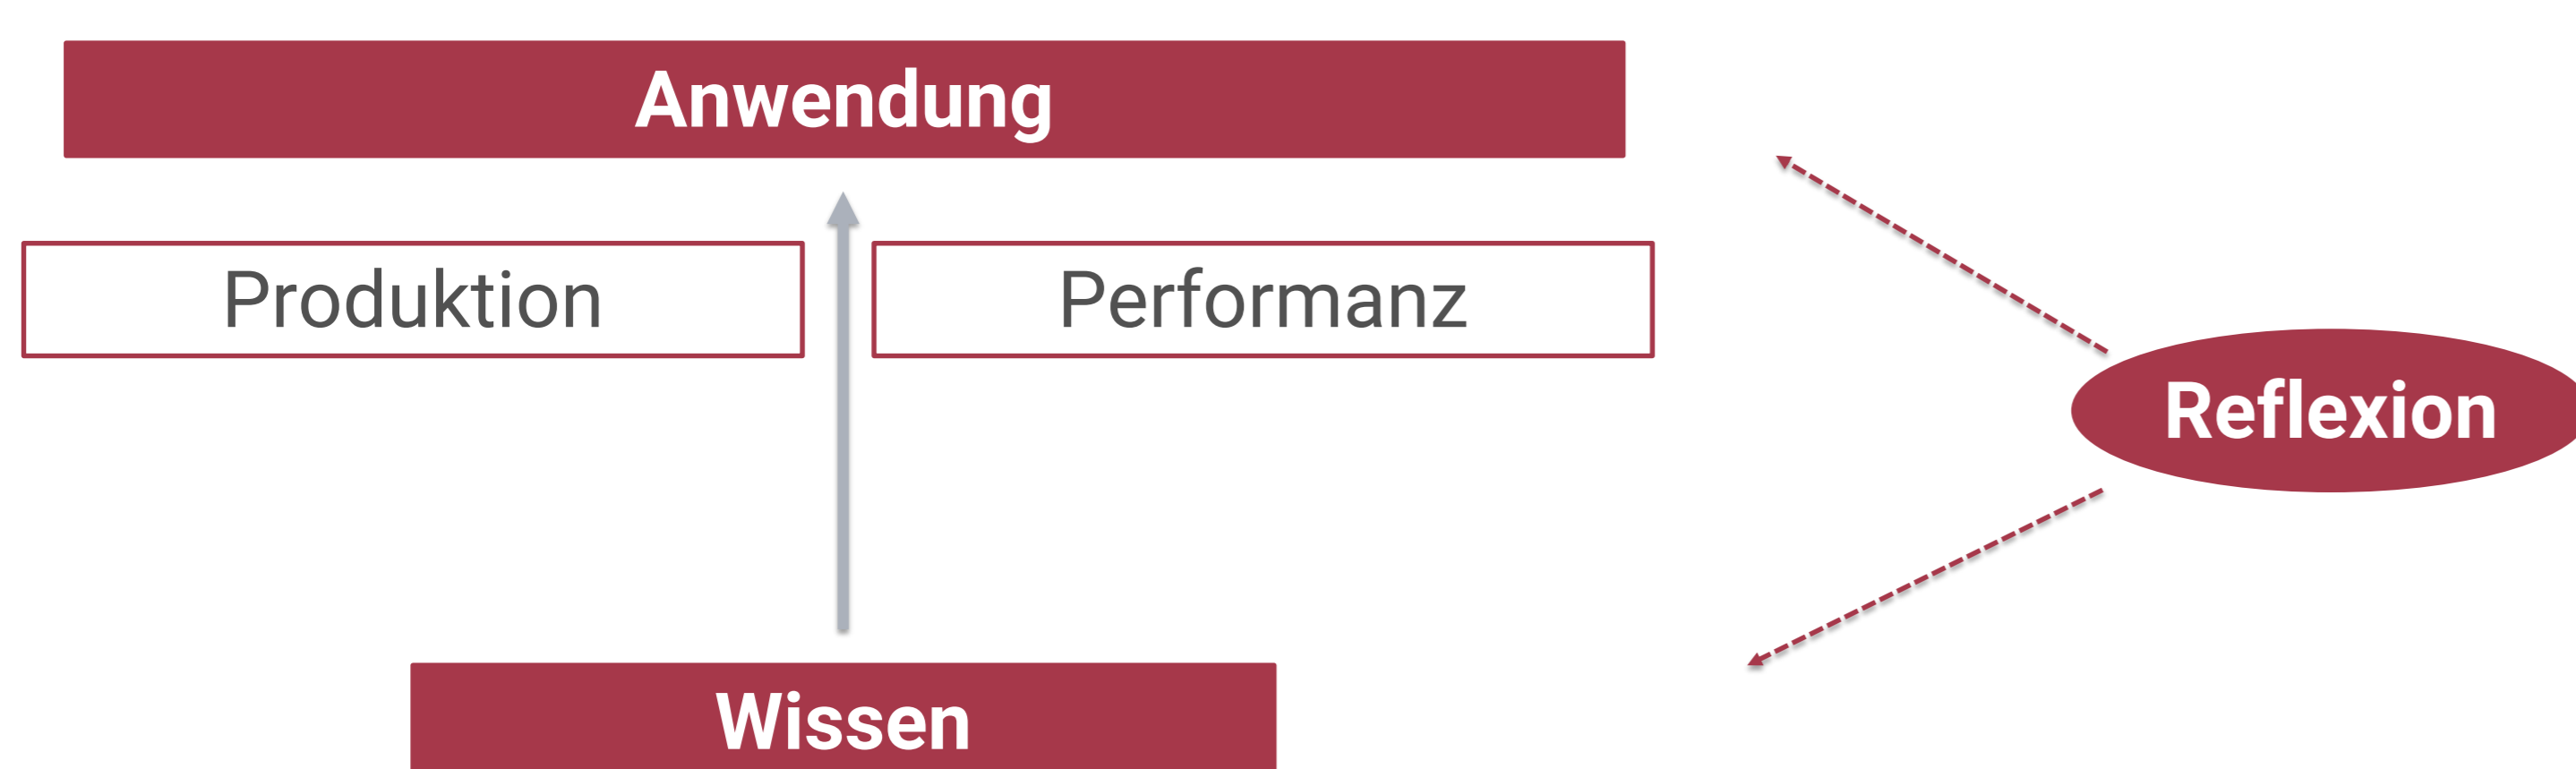 Anwendung
Produktion
Performanz
Reflexion
Wissen